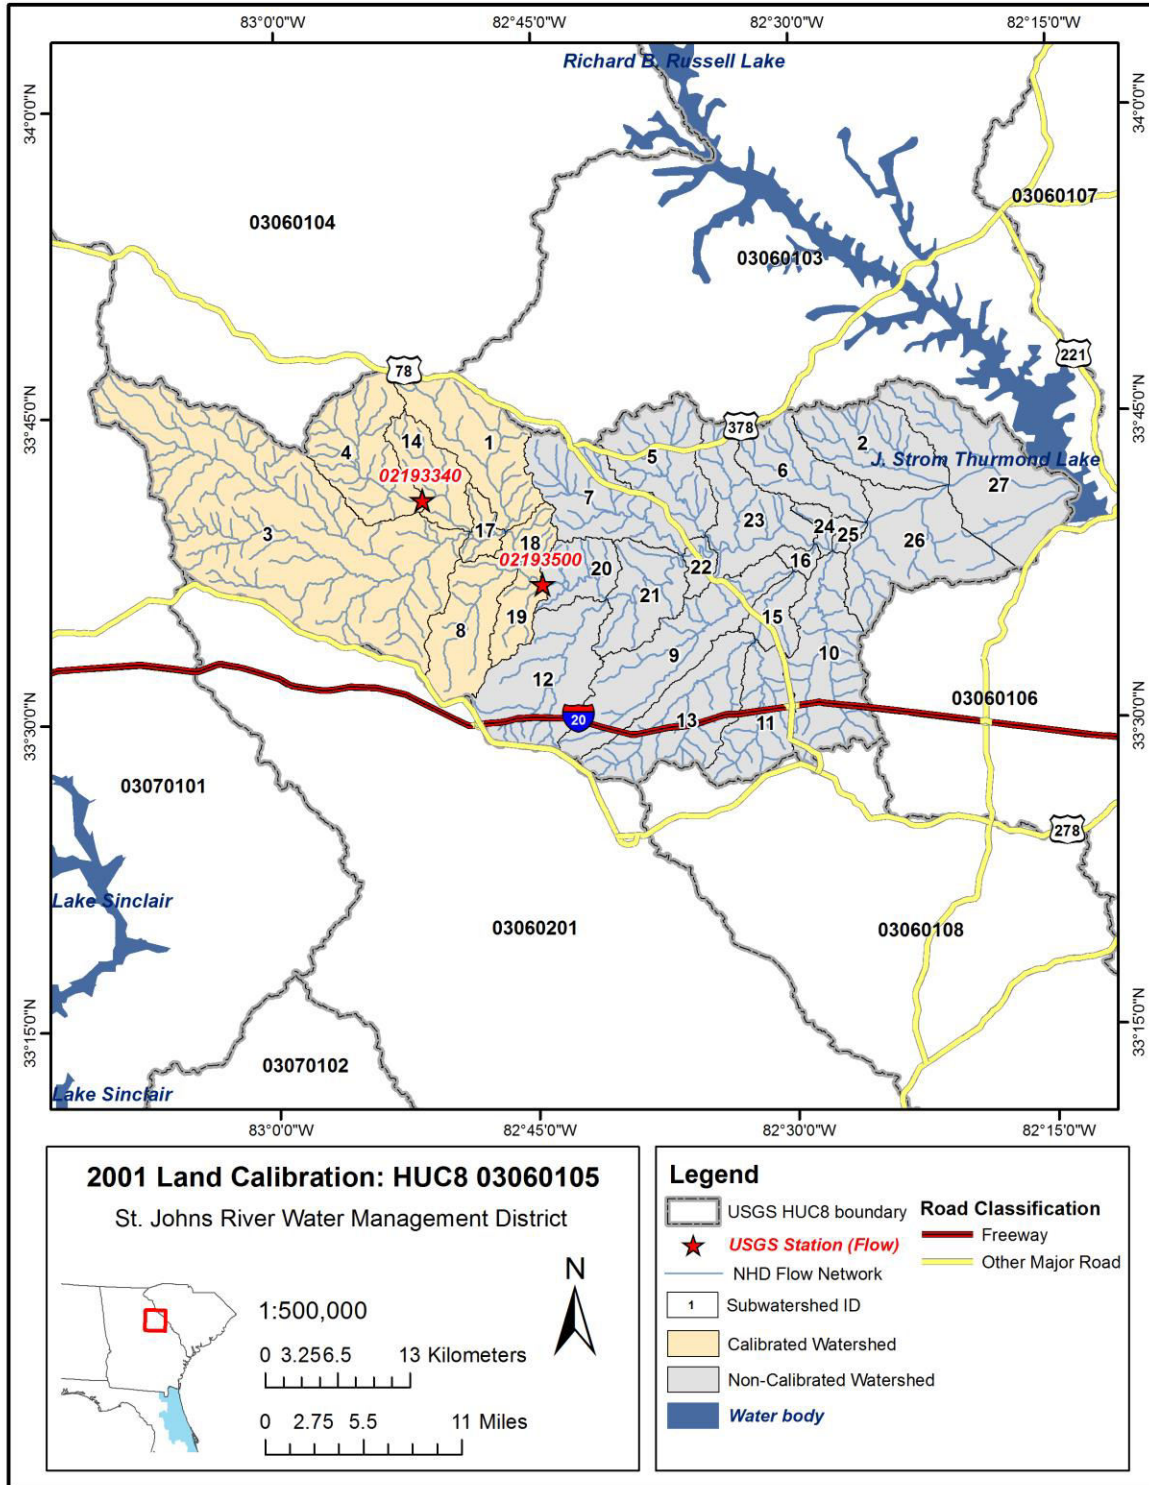 83°0'0"W 82°45'0"W 82°30'0"W 82°15'0"W
Richard B. Russell Lake
34°0'0"N
34°0'0"N
03060107
03060104
03060103
221
78
33°45'0"N
33°45'0"N
378
14
1
2
4
5
J. Strom Thurmond Lake
6
02193340
27
7
3
23
24
17
25
26
18
02193500
16
20
22
21
19
15
8
9
10
12
03060106
33°30'0"N
33°30'0"N
20
13
11
03070101
278
Lake Sinclair
03060201
03060108
33°15'0"N
33°15'0"N
03070102
Lake Sinclair
83°0'0"W 82°45'0"W 82°30'0"W 82°15'0"W
2001 Land Calibration: HUC8 03060105
St. Johns River Water Management District
1:500,000
0 3.25 6.5 13 Kilometers
0 2.75 5.5 11 Miles
N
Legend
USGS HUC8 boundary
USGS Station (Flow)
NHD Flow Network
1 Subwatershed ID
Calibrated Watershed
Non-Calibrated Watershed
Water body
Road Classification
Freeway
Other Major Road